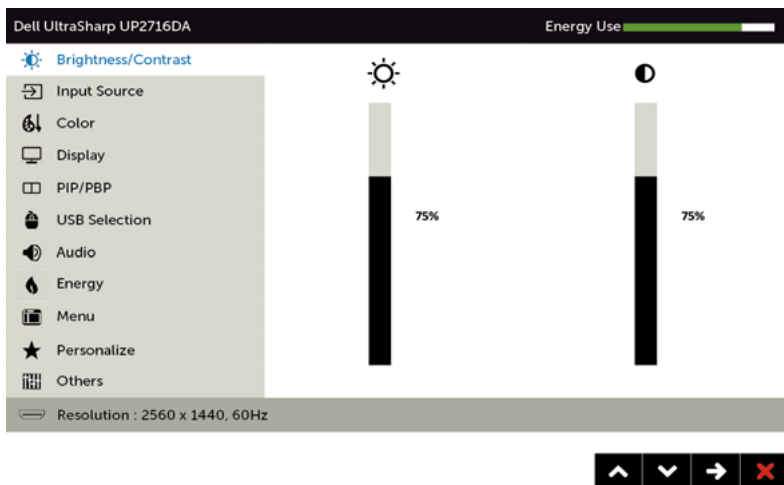 Dell UltraSharp UP2716DA
Energy Use
Brightness/Contrast
Input Source
Color
Display
PIP/PBP
USB Selection
Audio
Energy
Menu
Personalize
Others
75%
75%
Resolution : 2560 x 1440, 60Hz